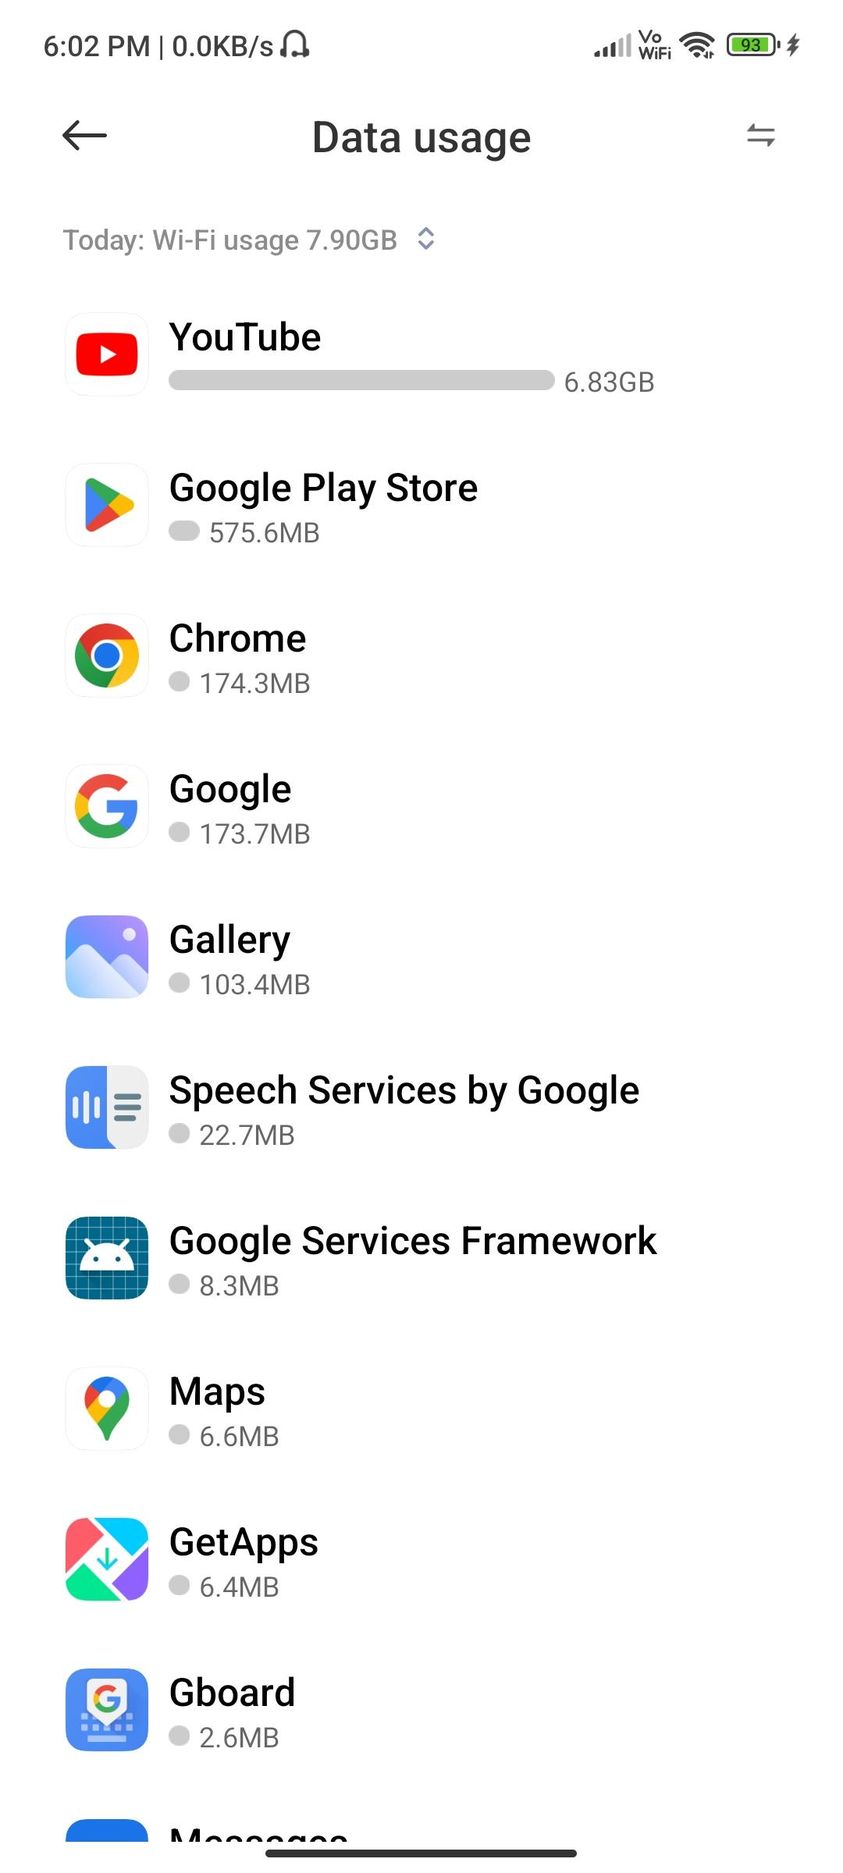 6:02 PM | 0.0KB/s Vo WiFi 93
Data usage
Today: Wi-Fi usage 7.90GB
YouTube
6.83GB
Google Play Store
575.6MB
Chrome
174.3MB
Google
173.7MB
Gallery
103.4MB
Speech Services by Google
22.7MB
Google Services Framework
8.3MB
Maps
6.6MB
GetApps
6.4MB
Gboard
2.6MB
Messages